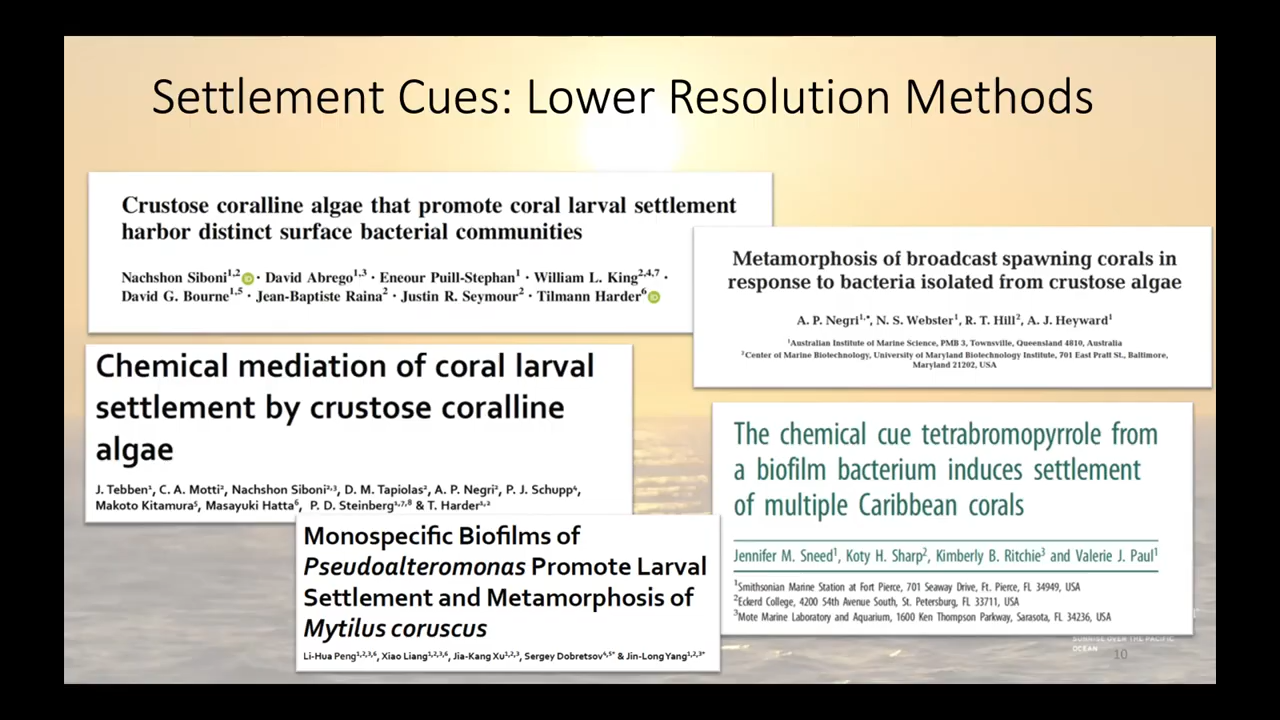 Settlement Cues: Lower Resolution Methods
Crustose coralline algae that promote coral larval settlement
harbor distinct surface bacterial communities
Nachshon Siboni1,2 · David Abrego1,3 · Eneour Puill-Stephan1 · William L. King2,4,7 ·
David G. Bourne1,5 · Jean-Baptiste Raina2 · Justin R. Seymour2 · Tilmann Harder6
Metamorphosis of broadcast spawning corals in
response to bacteria isolated from crustose algae
A. P. Negri1,*, N. S. Webster1, R. T. Hill2, A. J. Heyward1
1Australian Institute of Marine Science, PMB 3, Townsville, Queensland 4810, Australia
2Center of Marine Biotechnology, University of Maryland Biotechnology Institute, 701 East Pratt St., Baltimore,
Maryland 21202, USA
Chemical mediation of coral larval
settlement by crustose coralline
algae
J. Tebben1, C. A. Motti2, Nachshon Siboni2,3, D. M. Tapiolas2, A. P. Negri2, P. J. Schupp4,
Makoto Kitamura5, Masayuki Hatta6, P. D. Steinberg1,7,8 & T. Harder1,2
The chemical cue tetrabromopyrrole from
a biofilm bacterium induces settlement
of multiple Caribbean corals
Jennifer M. Sneed1, Koty H. Sharp2, Kimberly B. Ritchie3 and Valerie J. Paul1
1Smithsonian Marine Station at Fort Pierce, 701 Seaway Drive, Ft. Pierce, FL 34949, USA
2Eckerd College, 4200 54th Avenue South, St. Petersburg, FL 33711, USA
3Mote Marine Laboratory and Aquarium, 1600 Ken Thompson Parkway, Sarasota, FL 34236, USA
Monospecific Biofilms of
Pseudoalteromonas Promote Larval
Settlement and Metamorphosis of
Mytilus coruscus
Li-Hua Peng1,2,3,6, Xiao Liang1,2,3,6, Jia-Kang Xu1,2,3, Sergey Dobretsov4,5* & Jin-Long Yang1,2,3*
SUNRISE OVER THE PACIFIC
OCEAN
10